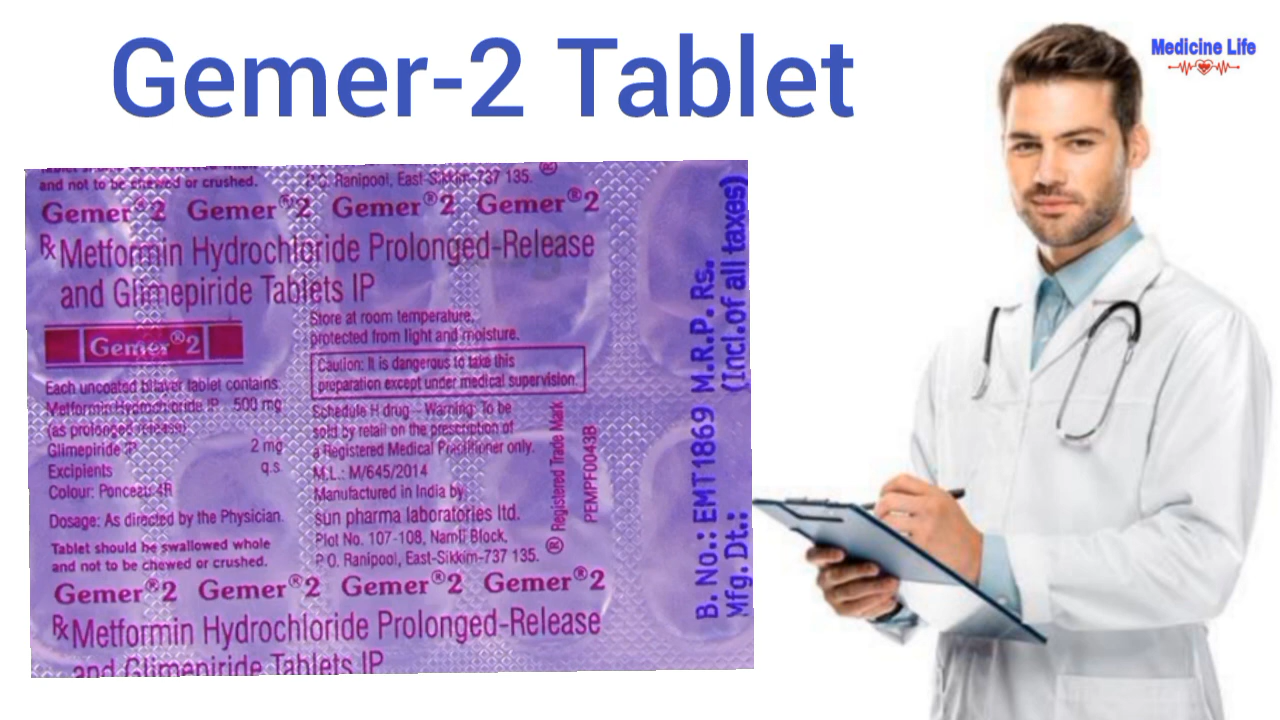 Gemer-2 Tablet
Medicine Life
and not to be chewed or crushed.
P.O. Ranipool, East-Sikkim-737 135. ®
Gemer®2 Gemer®2 Gemer®2 Gemer®2
℞ Metformin Hydrochloride Prolonged-Release
and Glimepiride Tablets IP
Gemer®2
Each uncoated bilayer tablet contains:
Metformin Hydrochloride IP 500 mg
(as prolonged release)
Glimepiride IP 2 mg
Excipients q.s.
Colour: Ponceau 4R
Dosage: As directed by the Physician.
Tablet should be swallowed whole
and not to be chewed or crushed.
Store at room temperature,
protected from light and moisture.
Caution: It is dangerous to take this
preparation except under medical supervision.
Schedule H drug - Warning: To be
sold by retail on the prescription of
a Registered Medical Practitioner only.
M.L.: M/645/2014
Manufactured in India by:
sun pharma laboratories ltd.
Plot No. 107-108, Namli Block,
P.O. Ranipool, East-Sikkim-737 135.
® Registered Trade Mark
PEMPF0043B
Gemer®2 Gemer®2 Gemer®2 Gemer®2
℞ Metformin Hydrochloride Prolonged-Release
and Glimepiride Tablets IP
B. No.: EMT1869 M.R.P. Rs.
Mfg. Dt.: (Incl.of all taxes)